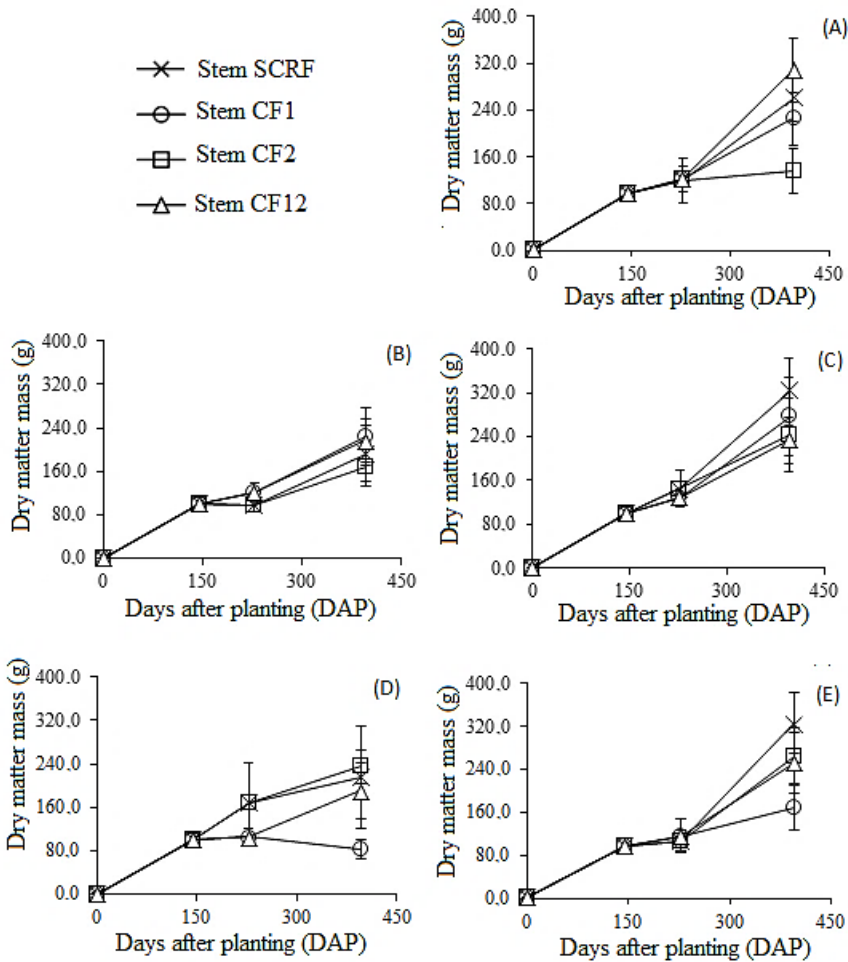 Stem SCRF
Stem CF1
Stem CF2
Stem CF12
(A)
Dry matter mass (g)
400.0
320.0
240.0
160.0
80.0
0.0
0 150 300 450
Days after planting (DAP)
(B)
Dry matter mass (g)
400.0
320.0
240.0
160.0
80.0
0.0
0 150 300 450
Days after planting (DAP)
(C)
Dry matter mass (g)
400.0
320.0
240.0
160.0
80.0
0.0
0 150 300 450
Days after planting (DAP)
(D)
Dry matter mass (g)
400.0
320.0
240.0
160.0
80.0
0.0
0 150 300 450
Days after planting (DAP)
(E)
Dry matter mass (g)
400.0
320.0
240.0
160.0
80.0
0.0
0 150 300 450
Days after planting (DAP)